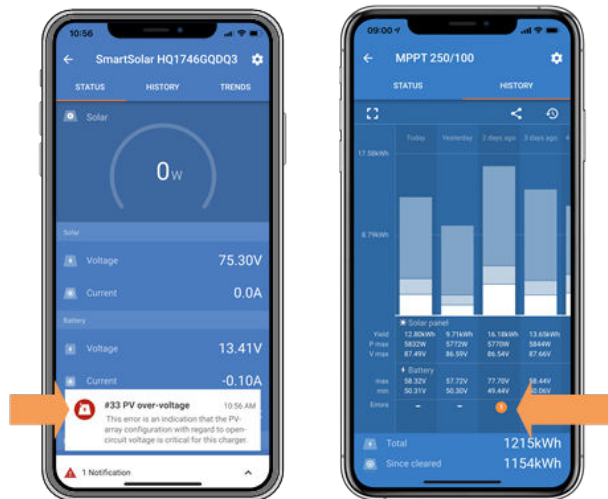 10:56
SmartSolar HQ1746GQDQ3
STATUS HISTORY TRENDS
Solar
0W
Solar
Voltage 75.30V
Current 0.0A
Battery
Voltage 13.41V
Current -0.10A
#33 PV over-voltage 10:56 AM
This error is an indication that the PV-
array configuration with regard to open-
circuit voltage is critical for this charger.
1 Notification
09:00
MPPT 250/100
STATUS HISTORY
Today Yesterday 2 days ago 3 days ago 4
17.58kWh
8.79kWh
Solar panel
Yield 12.80kWh 9.71kWh 16.18kWh 13.65kWh
P max 5832W 5772W 5770W 5844W
V max 87.49V 86.59V 86.54V 87.66V
Battery
max 58.32V 57.72V 77.70V 58.44V
min 50.31V 50.30V 49.44V 50.06V
Errors – – 1
Total 1215kWh
Since cleared 1154kWh